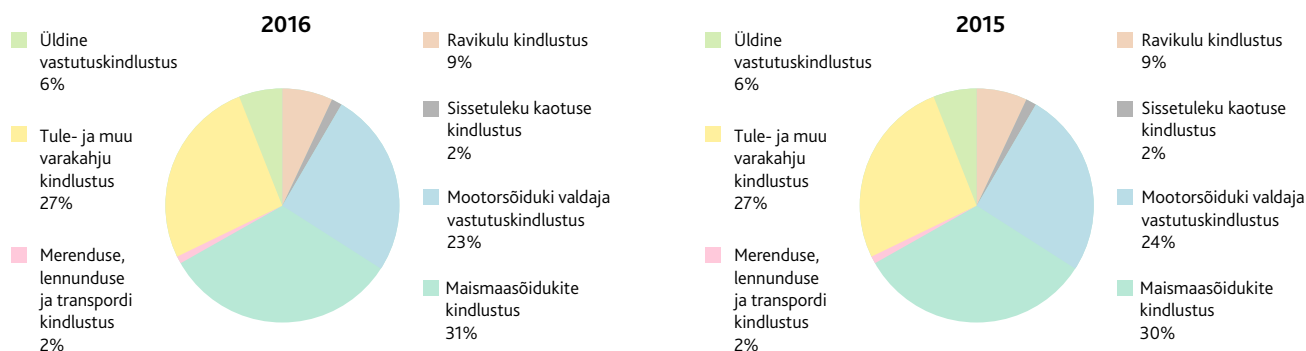 2016
Üldine
vastutuskindlustus
6%
Tule- ja muu
varakahju
kindlustus
27%
Merenduse,
lennunduse
ja transpordi
kindlustus
2%
Ravikulu kindlustus
9%
Sissetuleku kaotuse
kindlustus
2%
Mootorsõiduki valdaja
vastutuskindlustus
23%
Maismaasõidukite
kindlustus
31%
2015
Üldine
vastutuskindlustus
6%
Tule- ja muu
varakahju
kindlustus
27%
Merenduse,
lennunduse
ja transpordi
kindlustus
2%
Ravikulu kindlustus
9%
Sissetuleku kaotuse
kindlustus
2%
Mootorsõiduki valdaja
vastutuskindlustus
24%
Maismaasõidukite
kindlustus
30%